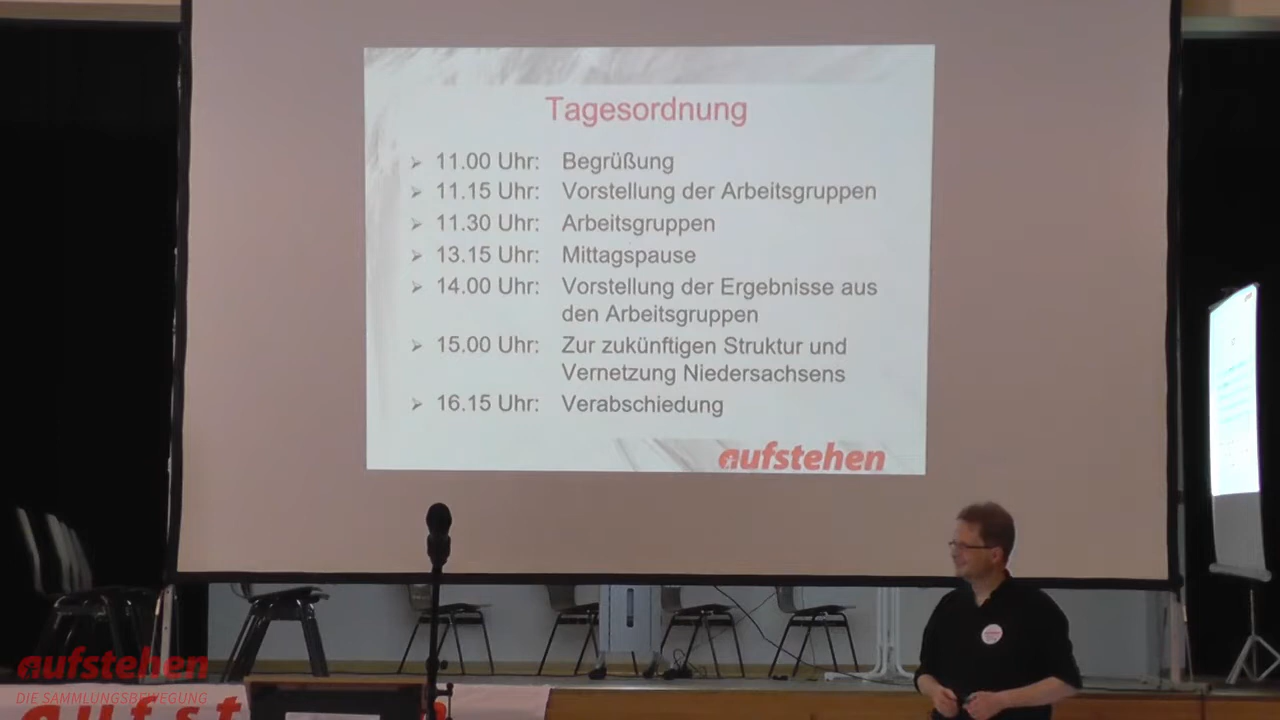 Tagesordnung
11.00 Uhr: Begrüßung
11.15 Uhr: Vorstellung der Arbeitsgruppen
11.30 Uhr: Arbeitsgruppen
13.15 Uhr: Mittagspause
14.00 Uhr: Vorstellung der Ergebnisse aus
den Arbeitsgruppen
15.00 Uhr: Zur zukünftigen Struktur und
Vernetzung Niedersachsens
16.15 Uhr: Verabschiedung
aufstehen
aufstehen
DIE SAMMLUNGSBEWEGUNG